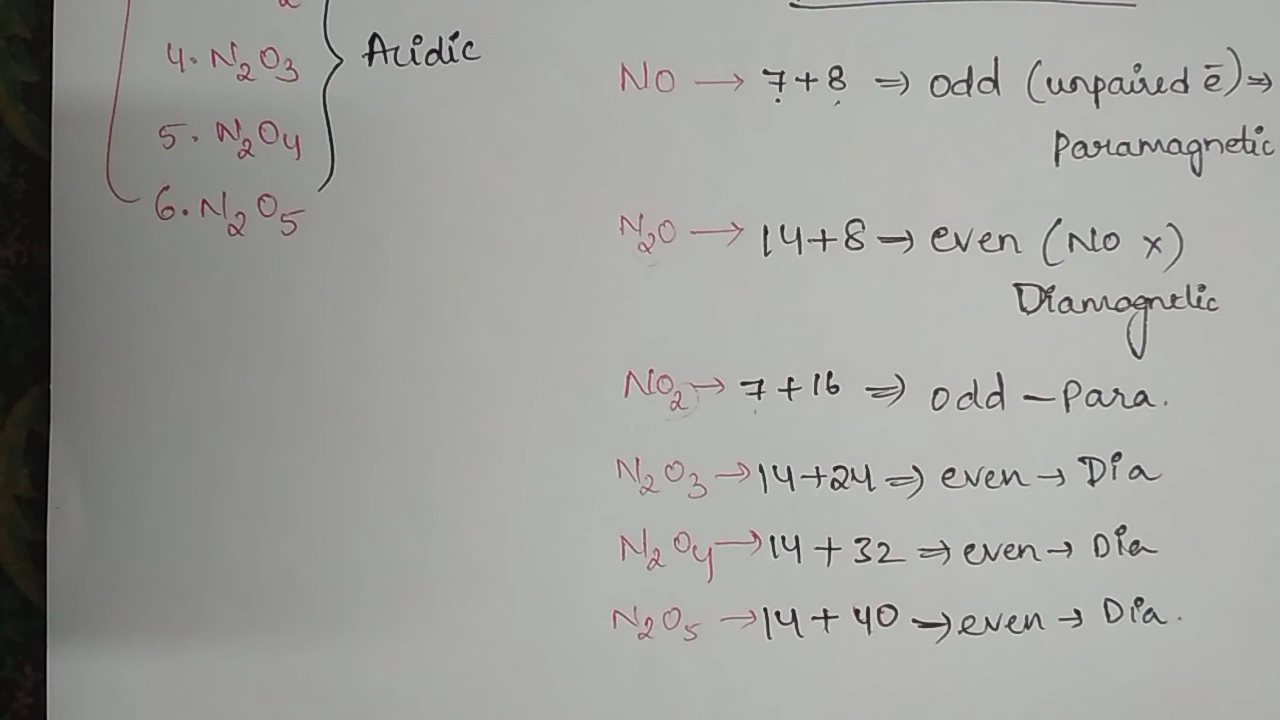 4. N₂O₃ } Acidic
5. N₂O₄
6. N₂O₅
NO → 7+8 ⇒ odd (unpaired ē) ⇒
Paramagnetic
N₂O → 14+8 → even (No x)
Diamagnetic
NO₂ → 7+16 ⇒ odd – Para.
N₂O₃ → 14+24 ⇒ even → Dia
N₂O₄ → 14+32 ⇒ even → Dia
N₂O₅ → 14+40 → even → Dia.